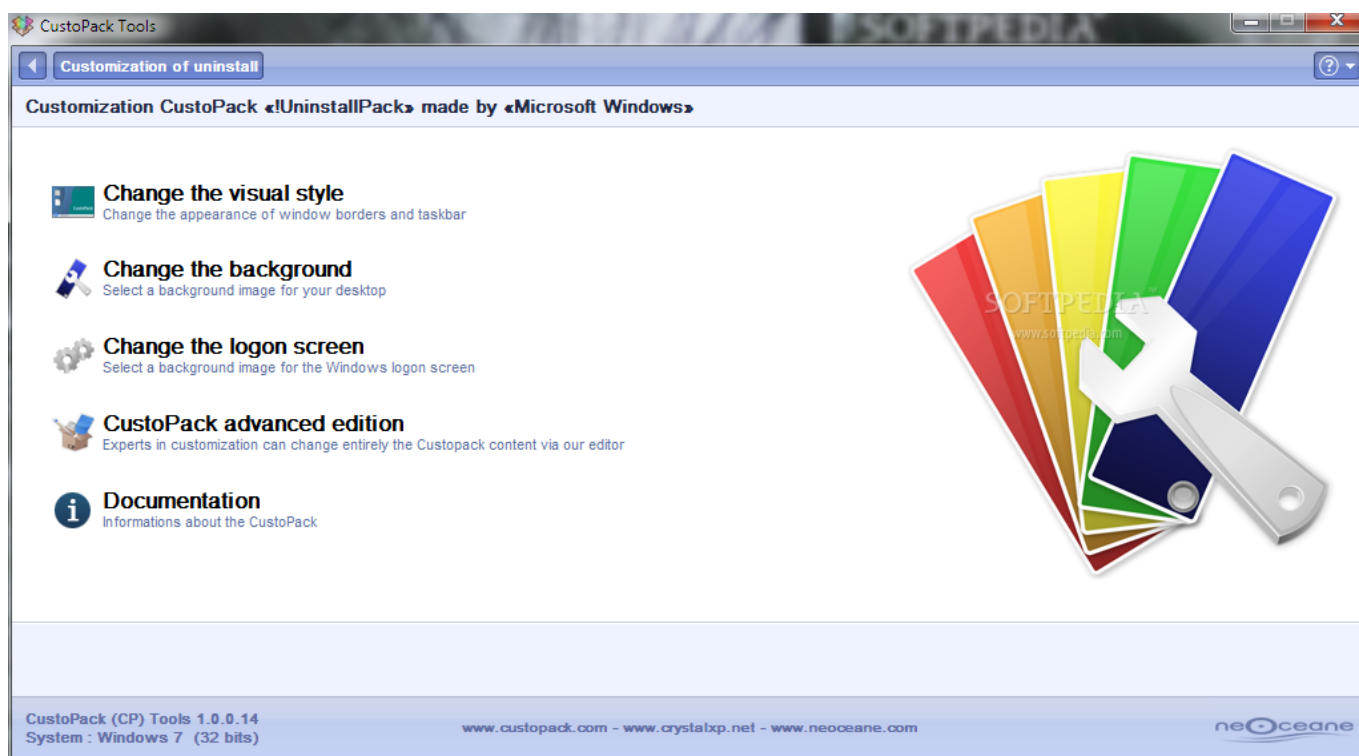 CustoPack Tools
SOFTPEDIA
Customization of uninstall
Customization CustoPack «!UninstallPack» made by «Microsoft Windows»
Change the visual style
Change the appearance of window borders and taskbar
Change the background
Select a background image for your desktop
Change the logon screen
Select a background image for the Windows logon screen
CustoPack advanced edition
Experts in customization can change entirely the Custopack content via our editor
Documentation
Informations about the CustoPack
SOFTPEDIA™
www.softpedia.com
CustoPack (CP) Tools 1.0.0.14
System : Windows 7 (32 bits)
www.custopack.com - www.crystalxp.net - www.neoceane.com
neOceane